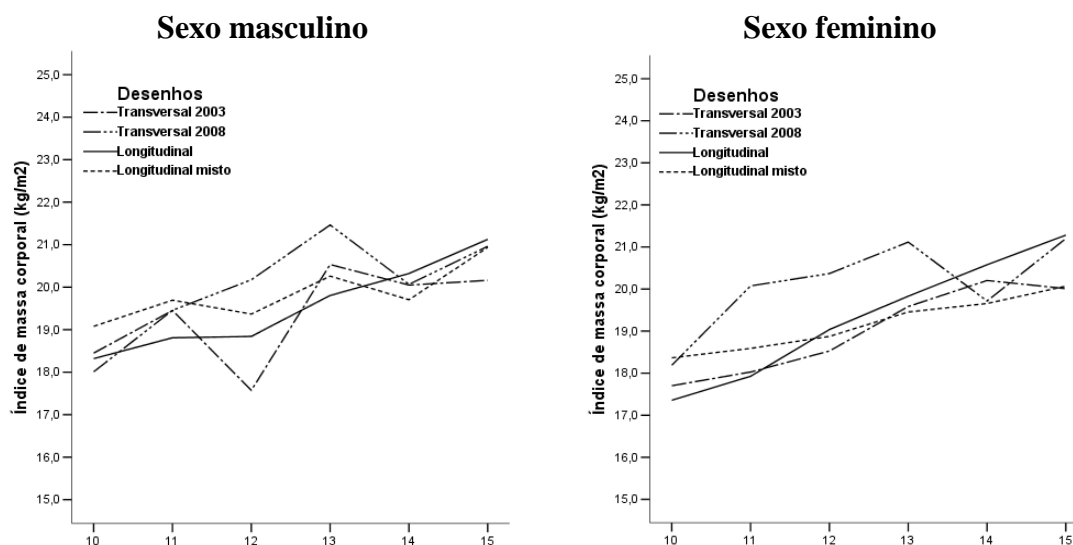 Sexo masculino
Índice de massa corporal (kg/m2)
25,0
24,0
23,0
22,0
21,0
20,0
19,0
18,0
17,0
16,0
15,0
Desenhos
Transversal 2003
Transversal 2008
Longitudinal
Longitudinal misto
10 11 12 13 14 15
Sexo feminino
Índice de massa corporal (kg/m2)
25,0
24,0
23,0
22,0
21,0
20,0
19,0
18,0
17,0
16,0
15,0
Desenhos
Transversal 2003
Transversal 2008
Longitudinal
Longitudinal misto
10 11 12 13 14 15